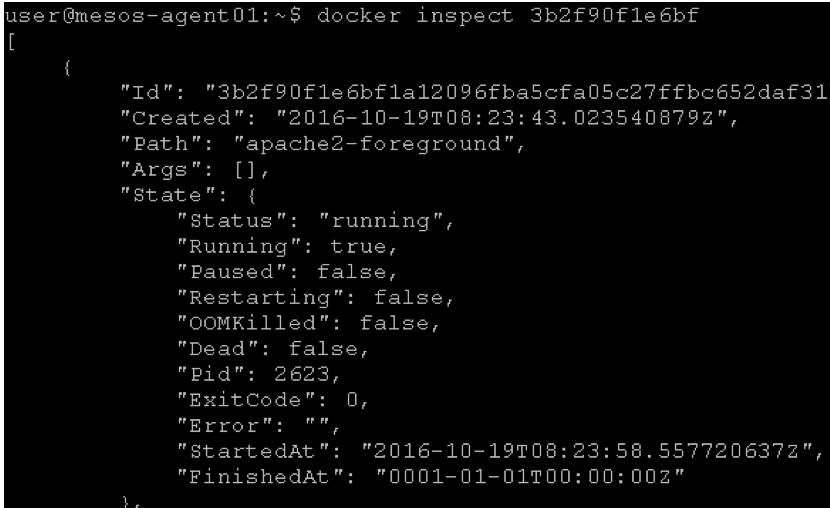 user@mesos-agent01:~$ docker inspect 3b2f90f1e6bf
[
    {
        "Id": "3b2f90f1e6bf1a12096fba5cfa05c27ffbc652daf31
        "Created": "2016-10-19T08:23:43.023540879Z",
        "Path": "apache2-foreground",
        "Args": [],
        "State": {
            "Status": "running",
            "Running": true,
            "Paused": false,
            "Restarting": false,
            "OOMKilled": false,
            "Dead": false,
            "Pid": 2623,
            "ExitCode": 0,
            "Error": "",
            "StartedAt": "2016-10-19T08:23:58.557720637Z",
            "FinishedAt": "0001-01-01T00:00:00Z"
        },